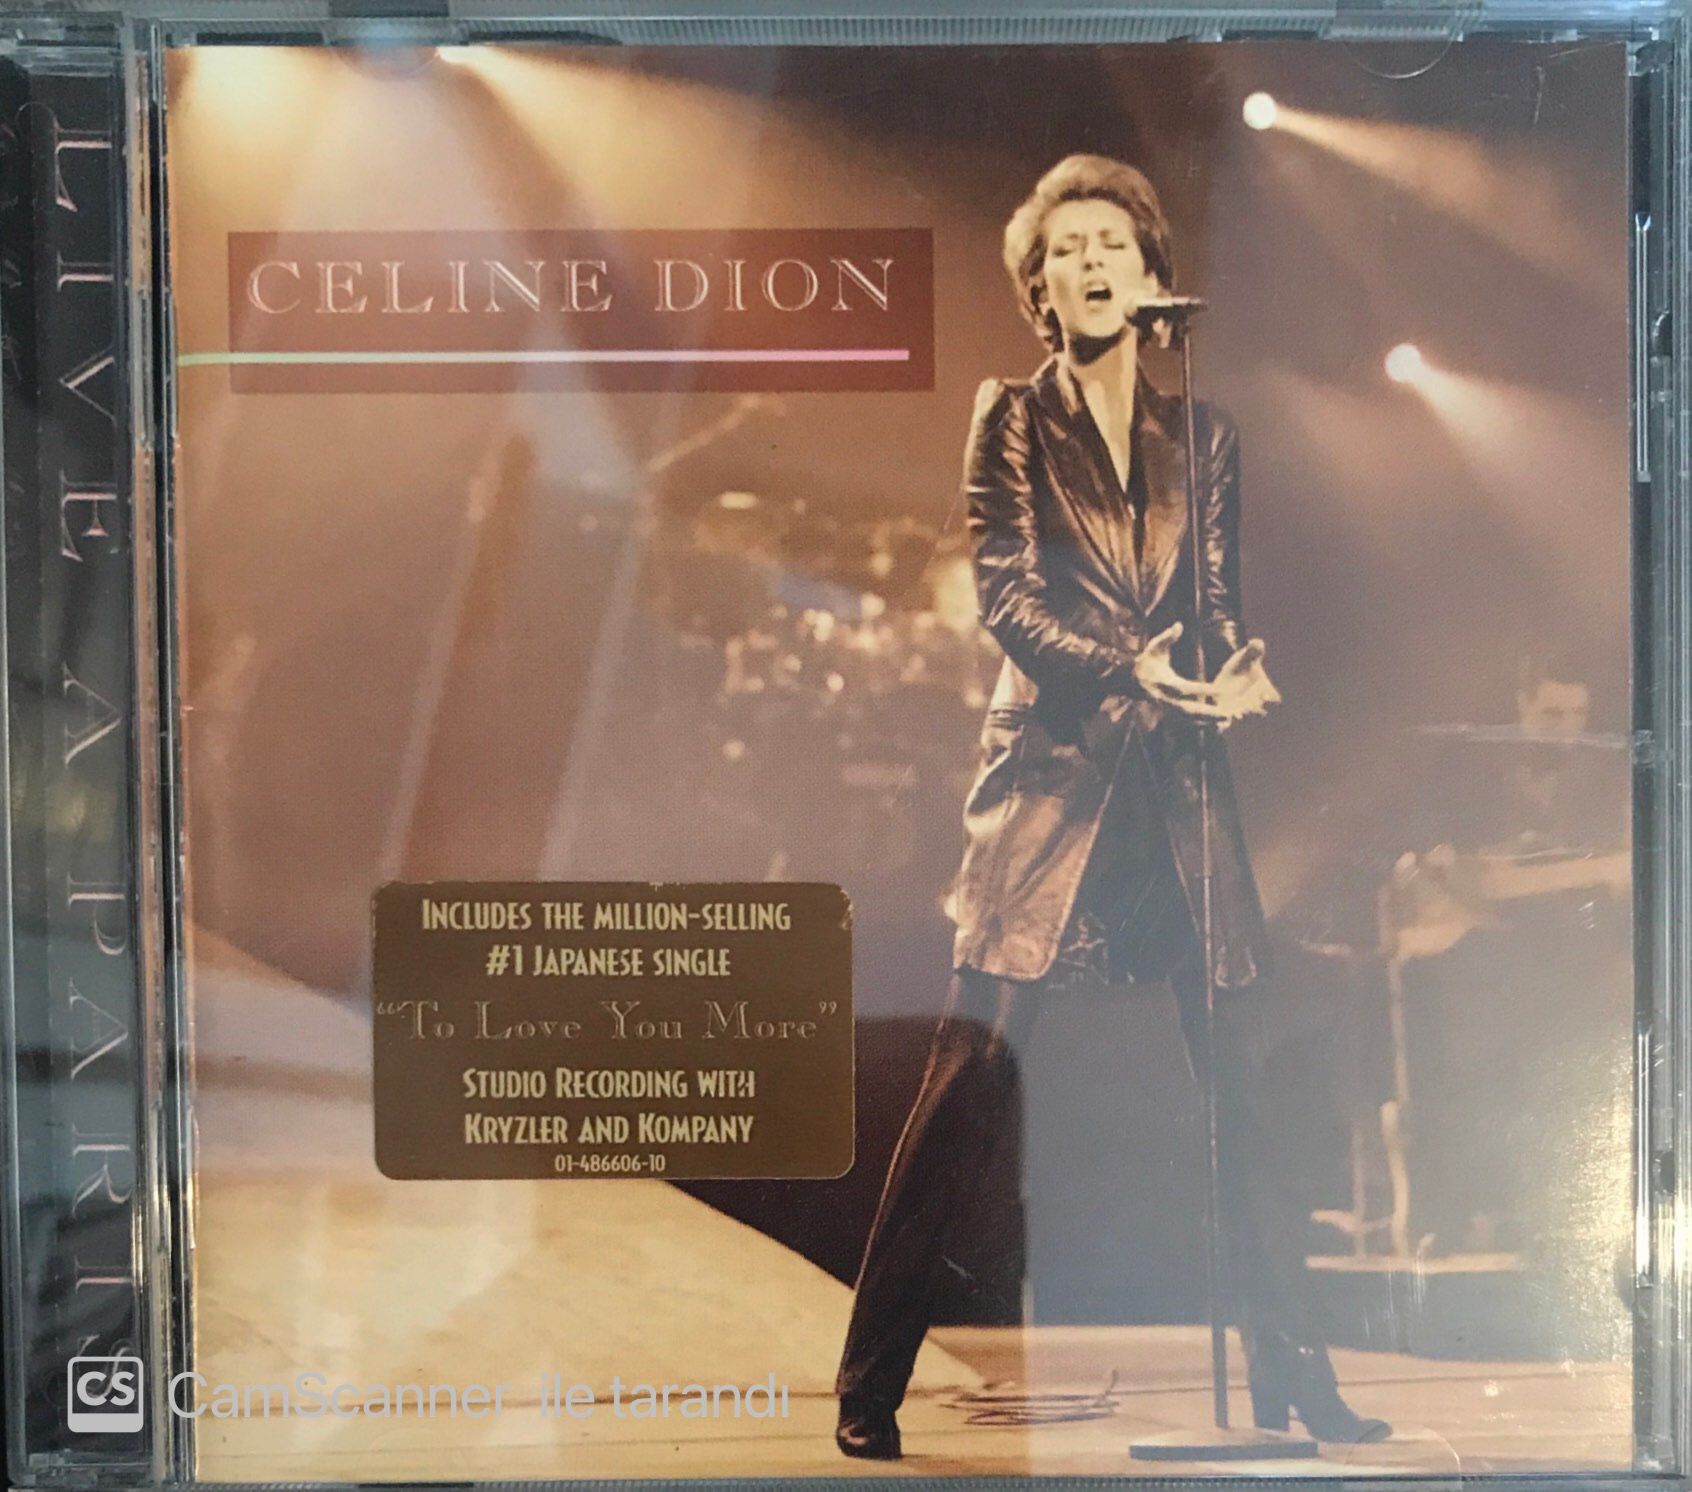 LIVE À PARIS
CELINE DION
INCLUDES THE MILLION-SELLING
#1 JAPANESE SINGLE
“To Love You More”
STUDIO RECORDING WITH
KRYZLER AND KOMPANY
01-486606-10
CS CamScanner ile tarandı